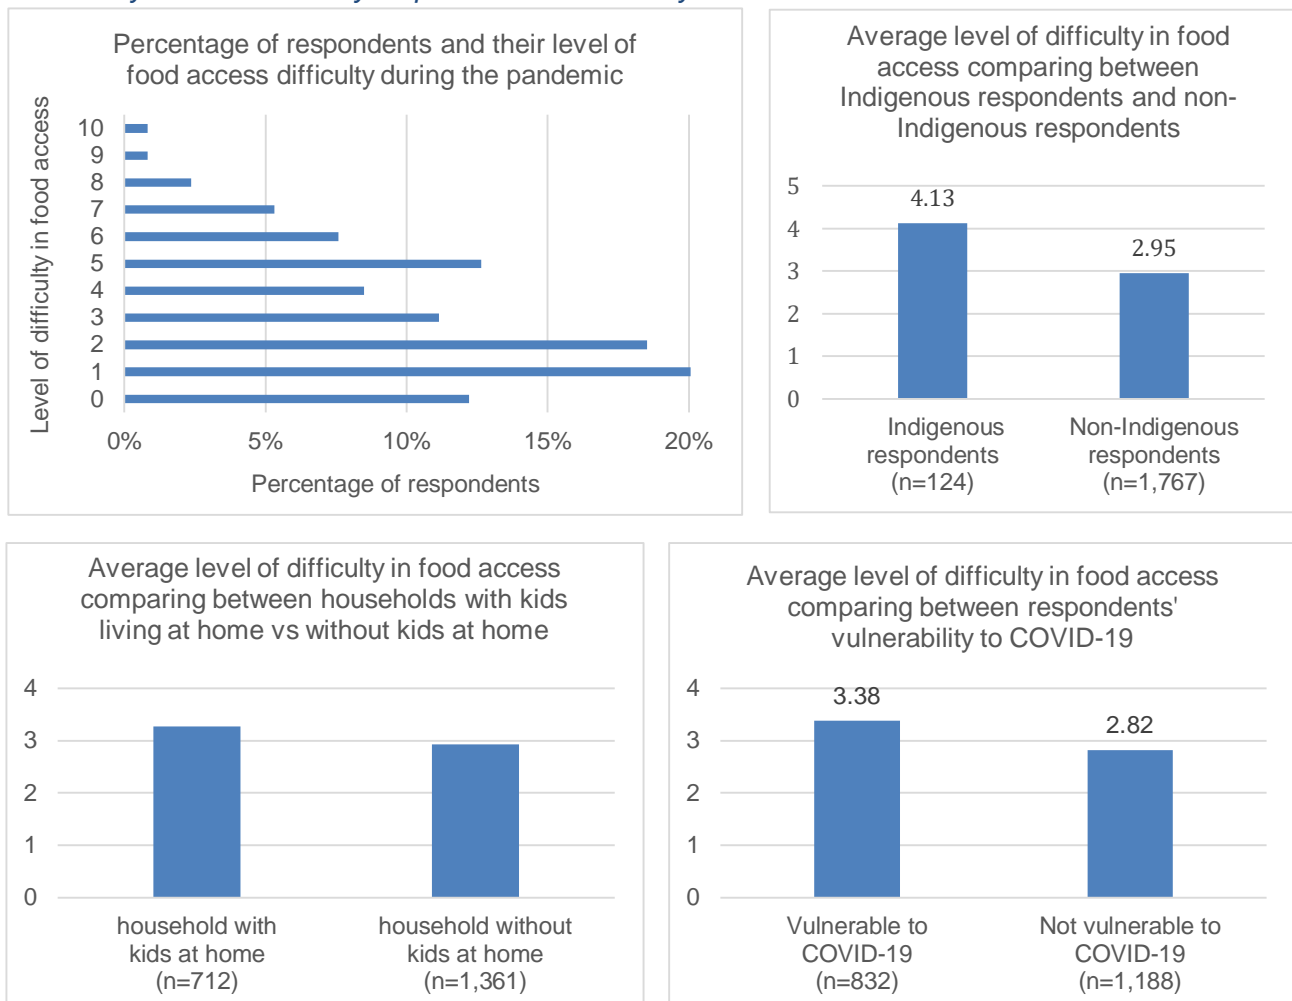 Percentage of respondents and their level of
food access difficulty during the pandemic
Level of difficulty in food access
10
9
8
7
6
5
4
3
2
1
0
0% 5% 10% 15% 20%
Percentage of respondents
Average level of difficulty in food
access comparing between
Indigenous respondents and non-
Indigenous respondents
5
4
3
2
1
0
4.13
2.95
Indigenous
respondents
(n=124)
Non-Indigenous
respondents
(n=1,767)
Average level of difficulty in food access
comparing between households with kids
living at home vs without kids at home
4
3
2
1
0
household with
kids at home
(n=712)
household without
kids at home
(n=1,361)
Average level of difficulty in food access
comparing between respondents'
vulnerability to COVID-19
4
3
2
1
0
3.38
2.82
Vulnerable to
COVID-19
(n=832)
Not vulnerable to
COVID-19
(n=1,188)